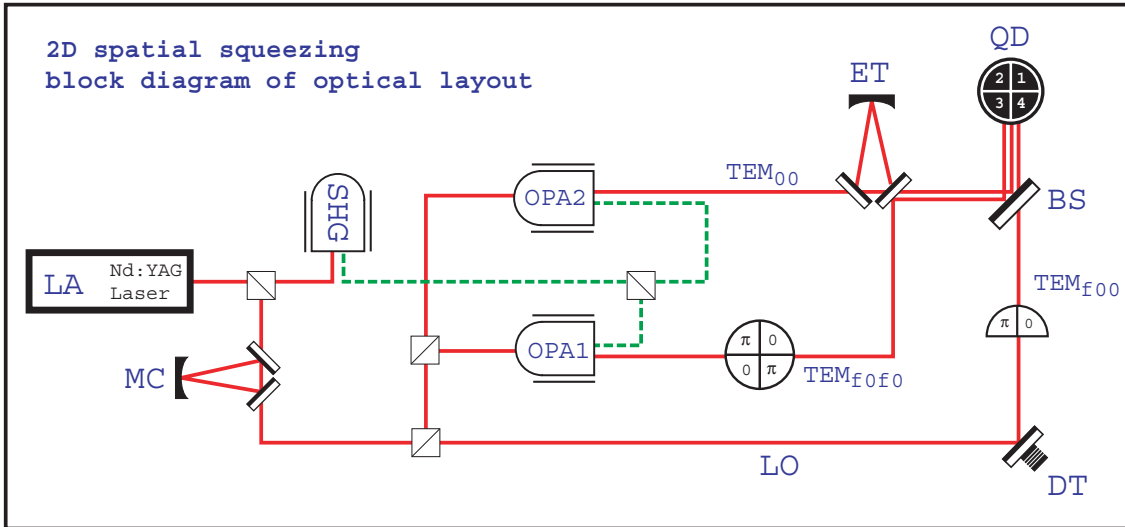 2D spatial squeezing
block diagram of optical layout
QD
2 1
3 4
ET
TEM00
OPA2
SHG
BS
LA
Nd:YAG
Laser
TEMf00
π 0
OPA1
π 0
0 π
TEMf0f0
MC
LO
DT